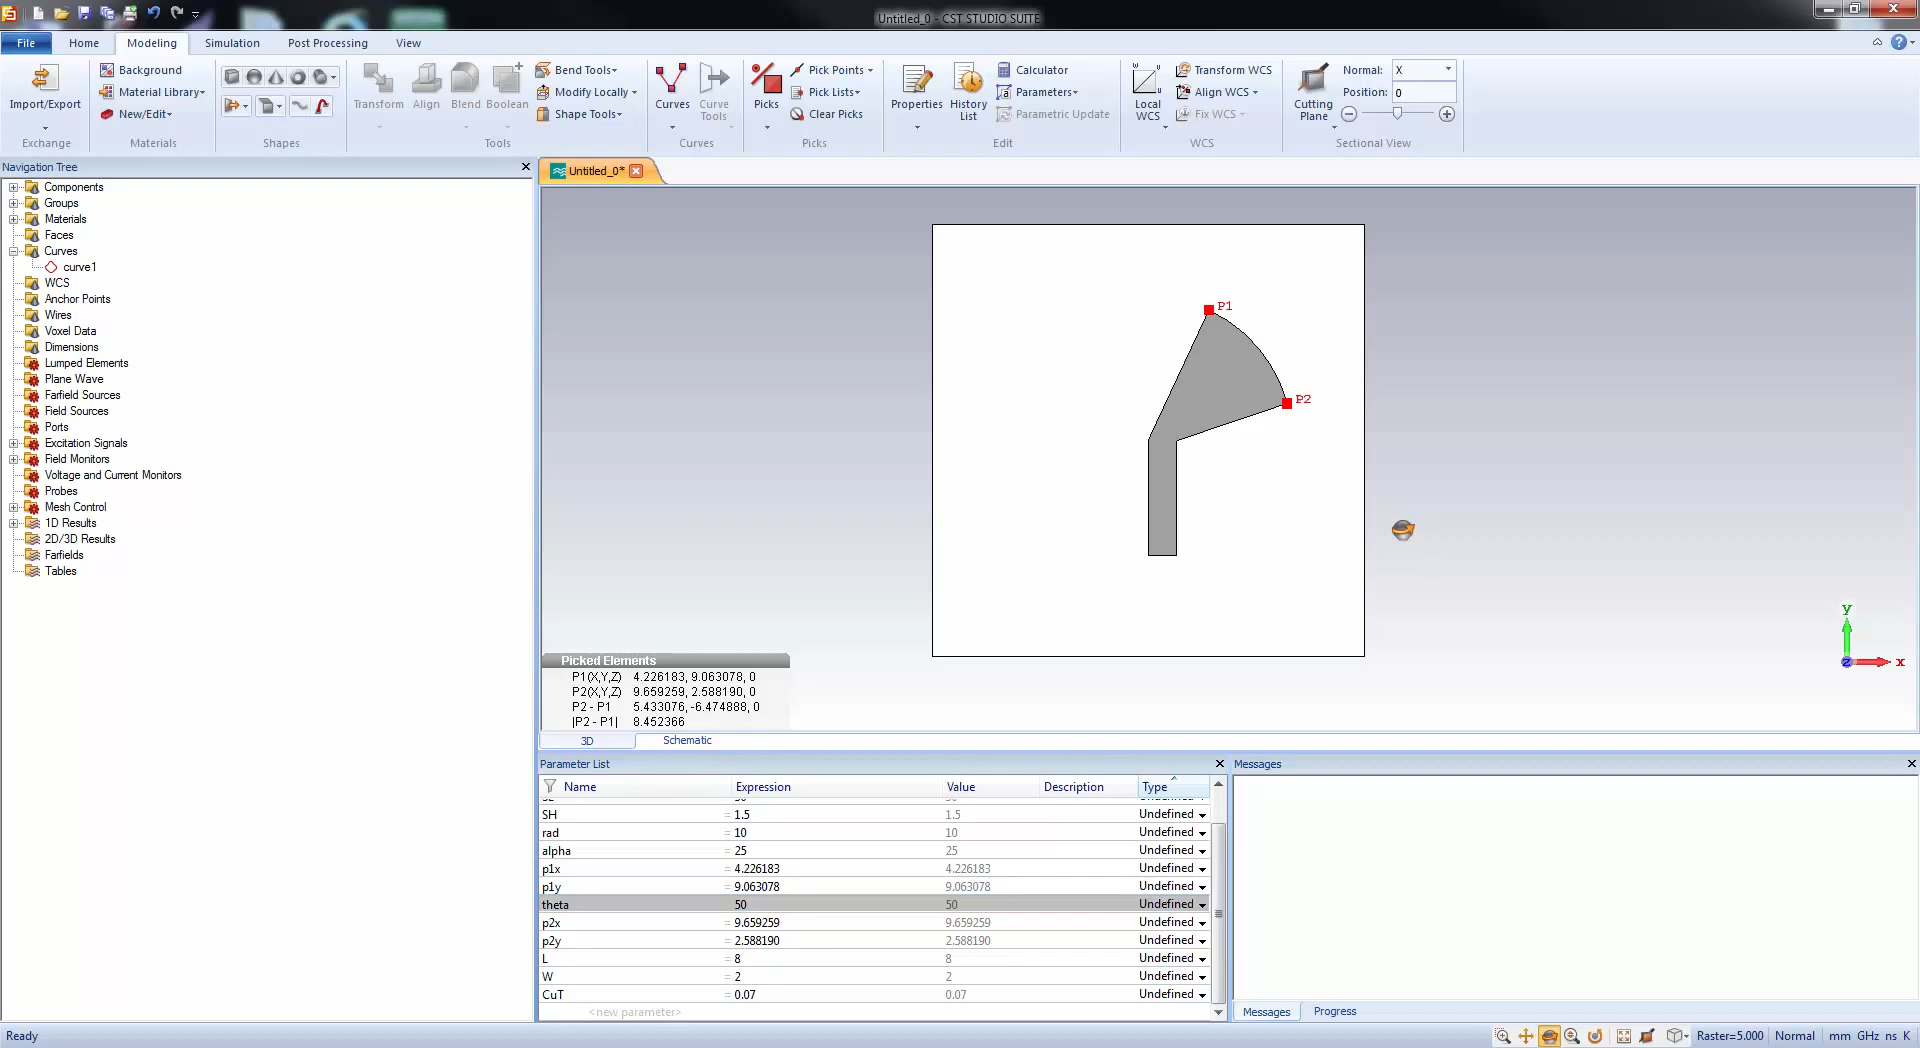 Untitled_0 - CST STUDIO SUITE
File Home Modeling Simulation Post Processing View
Import/Export
Exchange
Background
Material Library
New/Edit
Materials
Shapes
Transform Align Blend Boolean
Bend Tools
Modify Locally
Shape Tools
Tools
Curves Curve Tools
Curves
Picks
Pick Points
Pick Lists
Clear Picks
Picks
Properties History List
Calculator
Parameters
Parametric Update
Edit
Local WCS
Transform WCS
Align WCS
Fix WCS
WCS
Cutting Plane
Normal: X
Position: 0
Sectional View
Navigation Tree
Components
Groups
Materials
Faces
Curves
curve1
WCS
Anchor Points
Wires
Voxel Data
Dimensions
Lumped Elements
Plane Wave
Farfield Sources
Field Sources
Ports
Excitation Signals
Field Monitors
Voltage and Current Monitors
Probes
Mesh Control
1D Results
2D/3D Results
Farfields
Tables
Untitled_0*
P1
P2
y
z x
Picked Elements
P1(X,Y,Z) 4.226183, 9.063078, 0
P2(X,Y,Z) 9.659259, 2.588190, 0
P2 - P1 5.433076, -6.474888, 0
|P2 - P1| 8.452366
3D Schematic
Parameter List
Name Expression Value Description Type
SH = 1.5 1.5 Undefined
rad = 10 10 Undefined
alpha = 25 25 Undefined
p1x = 4.226183 4.226183 Undefined
p1y = 9.063078 9.063078 Undefined
theta = 50 50 Undefined
p2x = 9.659259 9.659259 Undefined
p2y = 2.588190 2.588190 Undefined
L = 8 8 Undefined
W = 2 2 Undefined
CuT = 0.07 0.07 Undefined
<new parameter>
Messages
Messages Progress
Ready
Raster=5.000 Normal mm GHz ns K